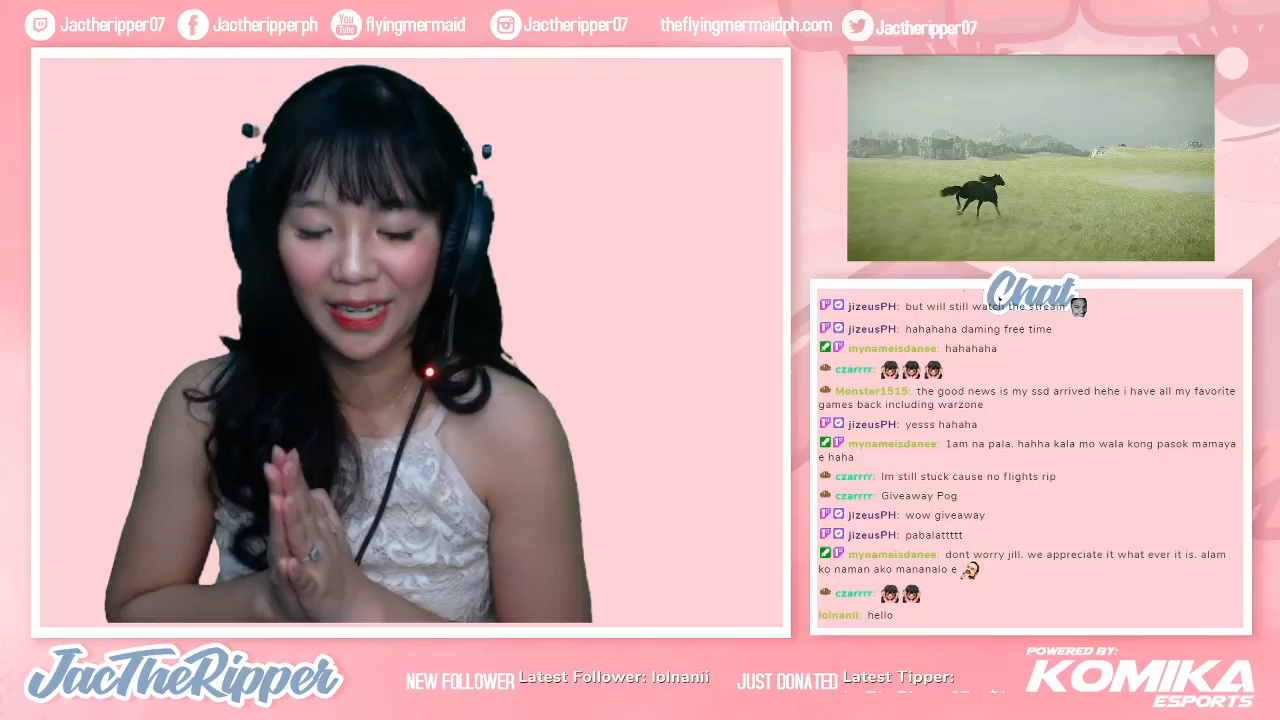 Jactheripper07
Jactheripperph
You
Tube
flyingmermaid
Jactheripper07
theflyingmermaidph.com
Jactheripper07
Chat
jizeusPH: but will still watch the stream
jizeusPH: hahahaha daming free time
mynameisdanee: hahahaha
czarrrr:
Monster1515: the good news is my ssd arrived hehe i have all my favorite
games back including warzone
jizeusPH: yesss hahaha
mynameisdanee: 1am na pala. hahha kala mo wala kong pasok mamaya
e haha
czarrrr: Im still stuck cause no flights rip
czarrrr: Giveaway Pog
jizeusPH: wow giveaway
jizeusPH: pabalattttt
mynameisdanee: dont worry jill. we appreciate it what ever it is. alam
ko naman ako mananalo e
czarrrr:
lolnanii: hello
JacTheRipper
NEW FOLLOWER Latest Follower: lolnanii
JUST DONATED Latest Tipper:
POWERED BY:
KOMIKA
ESPORTS